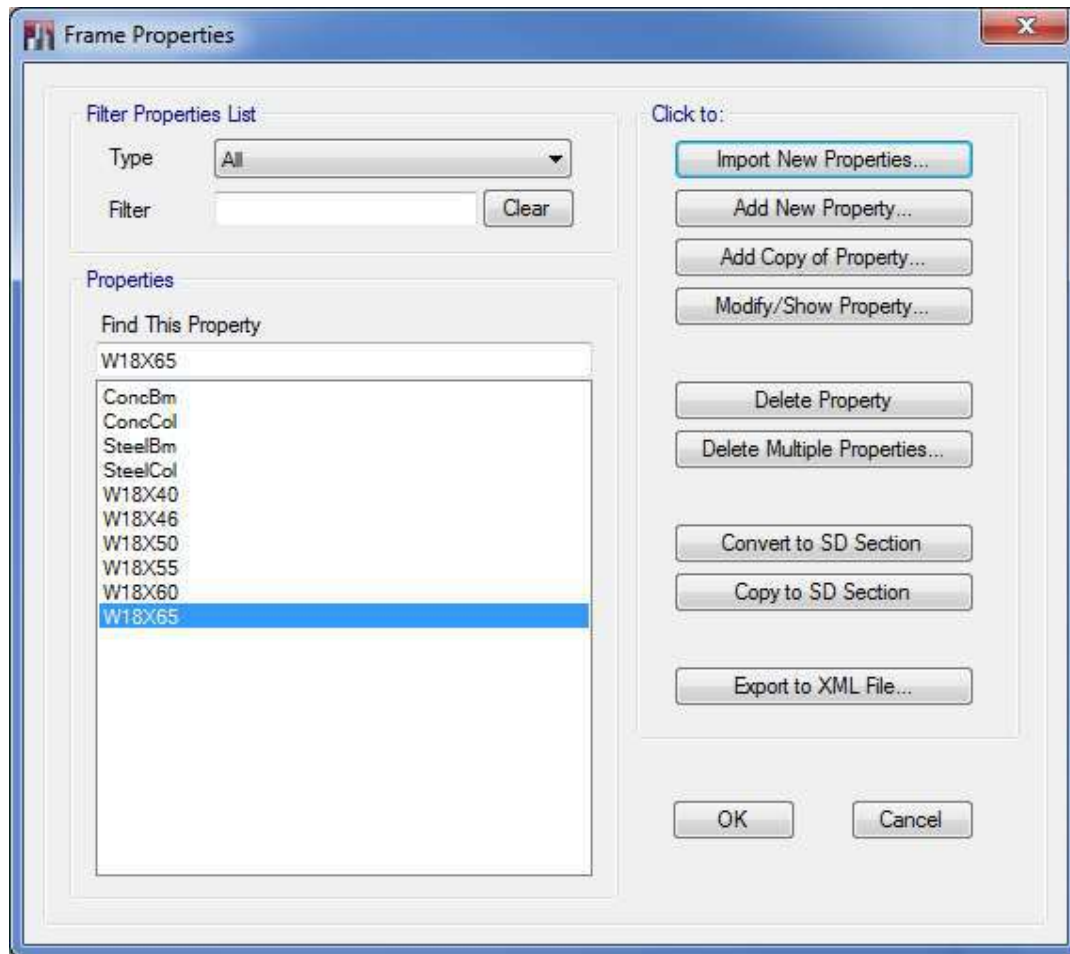 Frame Properties
Filter Properties List
Type
All
Filter
Clear
Properties
Find This Property
W18X65
ConcBm
ConcCol
SteelBm
SteelCol
W18X40
W18X46
W18X50
W18X55
W18X60
W18X65
Click to:
Import New Properties...
Add New Property...
Add Copy of Property...
Modify/Show Property...
Delete Property
Delete Multiple Properties...
Convert to SD Section
Copy to SD Section
Export to XML File...
OK
Cancel